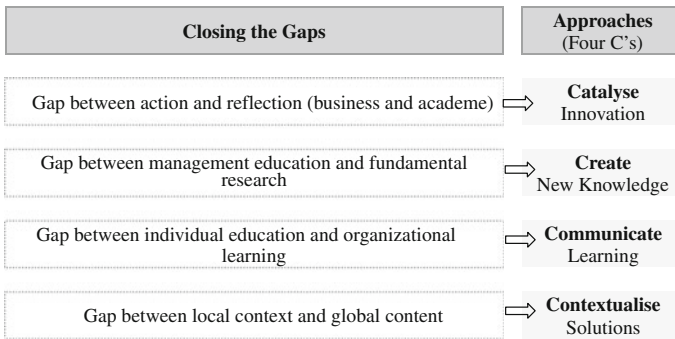 Closing the Gaps
Approaches
(Four C's)
Gap between action and reflection (business and academe)
Catalyse
Innovation
Gap between management education and fundamental
research
Create
New Knowledge
Gap between individual education and organizational
learning
Communicate
Learning
Gap between local context and global content
Contextualise
Solutions